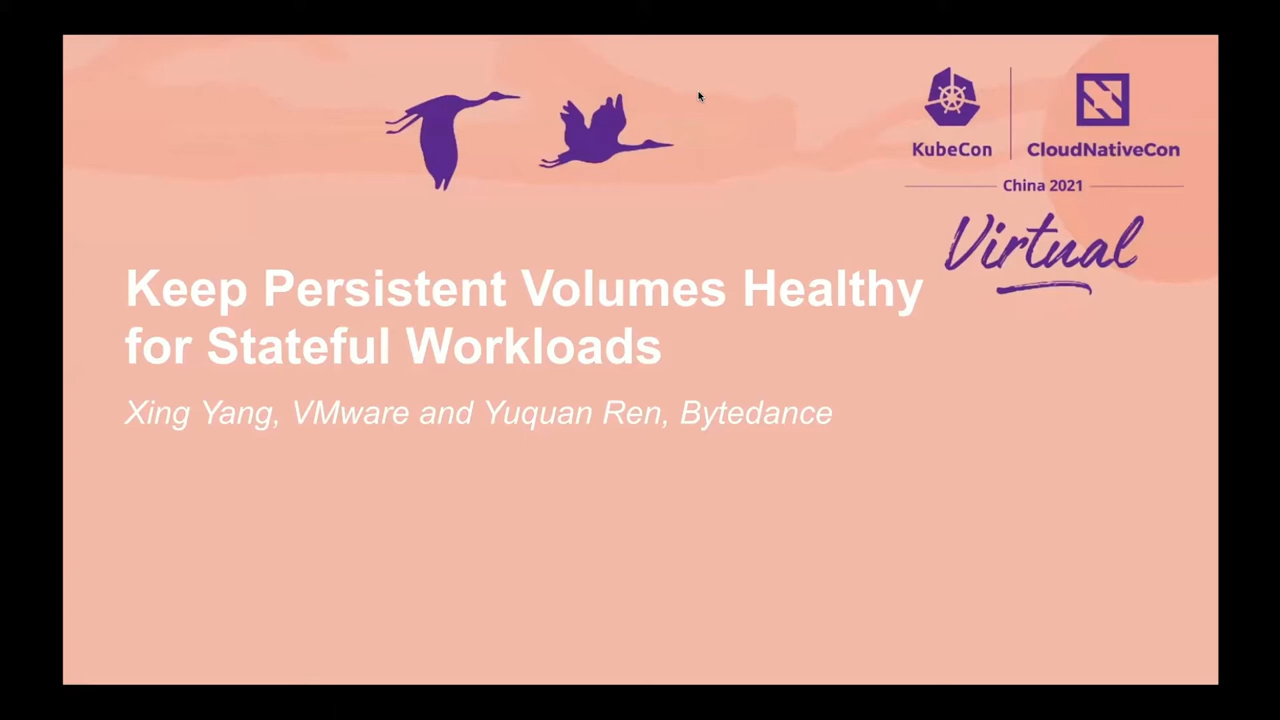 KubeCon
CloudNativeCon
China 2021
Virtual
Keep Persistent Volumes Healthy
for Stateful Workloads
Xing Yang, VMware and Yuquan Ren, Bytedance